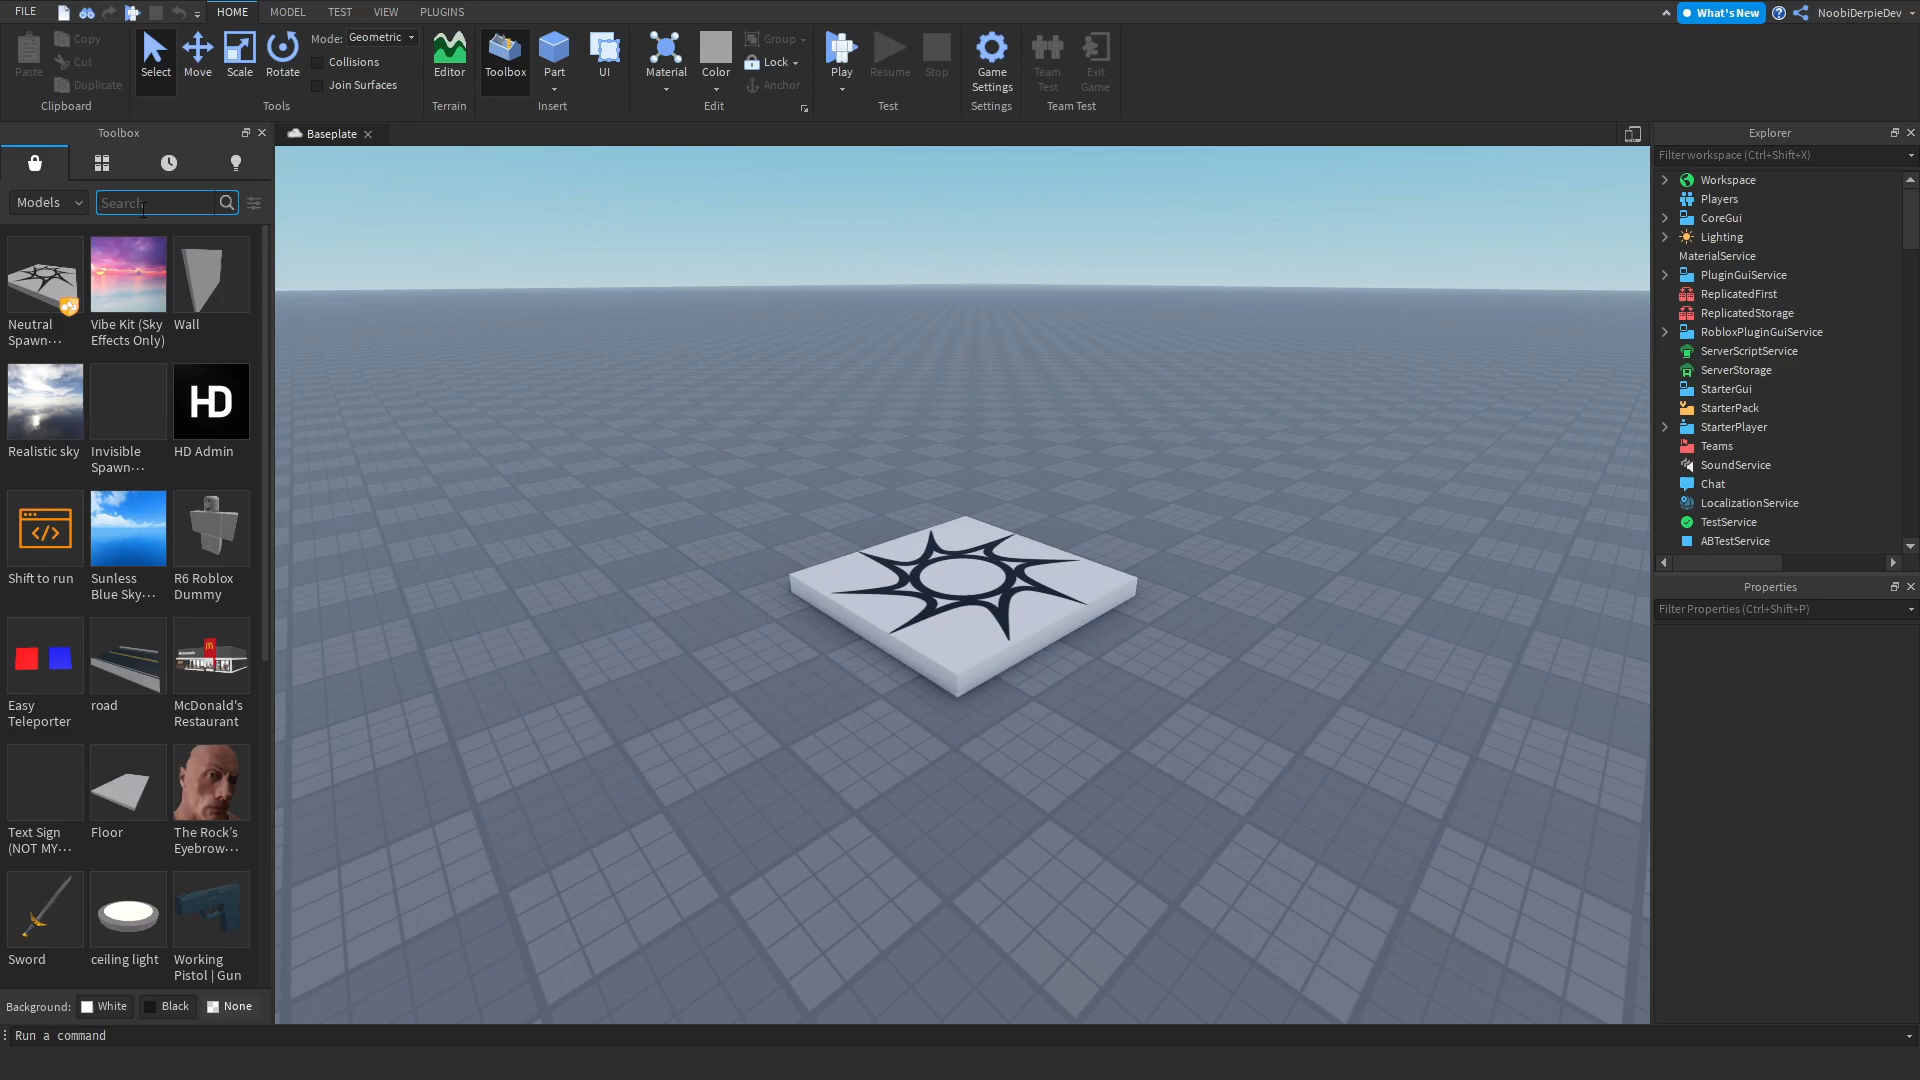 FILE
HOME
MODEL
TEST
VIEW
PLUGINS
What's New
NoobiDerpieDev
Paste
Copy
Cut
Duplicate
Clipboard
Select
Move
Scale
Rotate
Mode: Geometric
Collisions
Join Surfaces
Tools
Editor
Terrain
Toolbox
Part
UI
Insert
Material
Color
Group
Lock
Anchor
Edit
Play
Resume
Stop
Test
Game
Settings
Settings
Team
Test
Exit
Game
Team Test
Toolbox
Models
Search
Neutral
Spawn...
Vibe Kit (Sky
Effects Only)
Wall
Realistic sky
Invisible
Spawn...
HD
HD Admin
Shift to run
Sunless
Blue Sky...
R6 Roblox
Dummy
Easy
Teleporter
road
McDonald's
Restaurant
Text Sign
(NOT MY...
Floor
The Rock's
Eyebrow...
Sword
ceiling light
Working
Pistol | Gun
Background:
White
Black
None
Run a command
Baseplate
Explorer
Filter workspace (Ctrl+Shift+X)
Workspace
Players
CoreGui
Lighting
MaterialService
PluginGuiService
ReplicatedFirst
ReplicatedStorage
RobloxPluginGuiService
ServerScriptService
ServerStorage
StarterGui
StarterPack
StarterPlayer
Teams
SoundService
Chat
LocalizationService
TestService
ABTestService
Properties
Filter Properties (Ctrl+Shift+P)